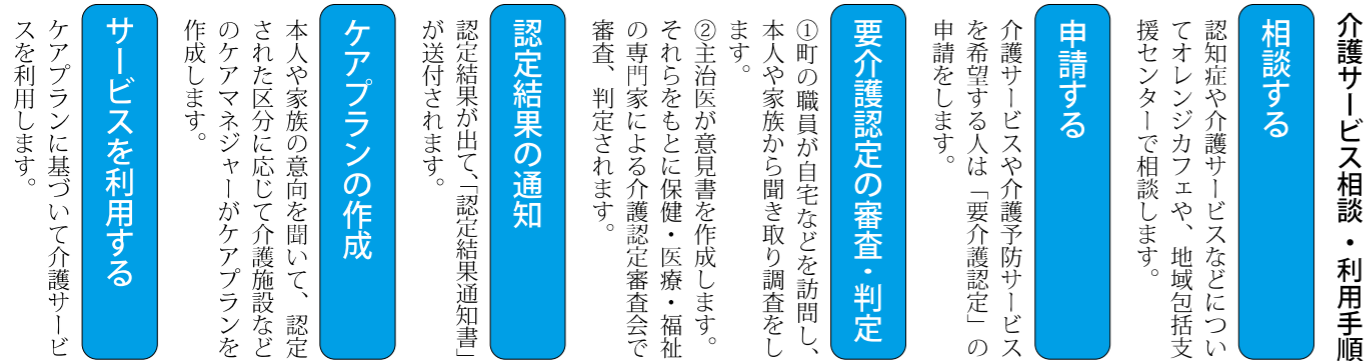 介護サービス相談・利用手順
相談する
認知症や介護サービスなどについ
てオレンジカフェや、地域包括支
援センターで相談します。
申請する
介護サービスや介護予防サービス
を希望する人は「要介護認定」の
申請をします。
要介護認定の審査・判定
①町の職員が自宅などを訪問し、
本人や家族から聞き取り調査をし
ます。
②主治医が意見書を作成します。
それらをもとに保健・医療・福祉
の専門家による介護認定審査会で
審査、判定されます。
認定結果の通知
認定結果が出て、「認定結果通知書」
が送付されます。
ケアプランの作成
本人や家族の意向を聞いて、認定
された区分に応じて介護施設など
のケアマネジャーがケアプランを
作成します。
サービスを利用する
ケアプランに基づいて介護サービ
スを利用します。